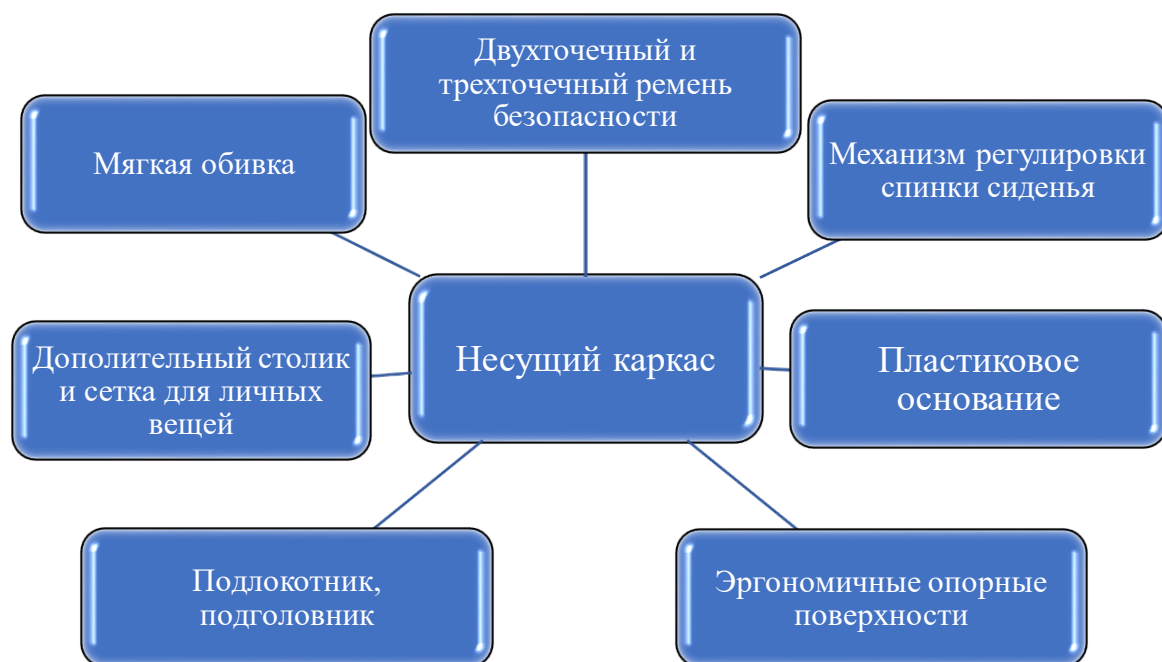 Двухточечный и
трехточечный ремень
безопасности
Мягкая обивка
Механизм регулировки
спинки сиденья
Дополительный столик
и сетка для личных
вещей
Несущий каркас
Пластиковое
основание
Подлокотник,
подголовник
Эргономичные опорные
поверхности